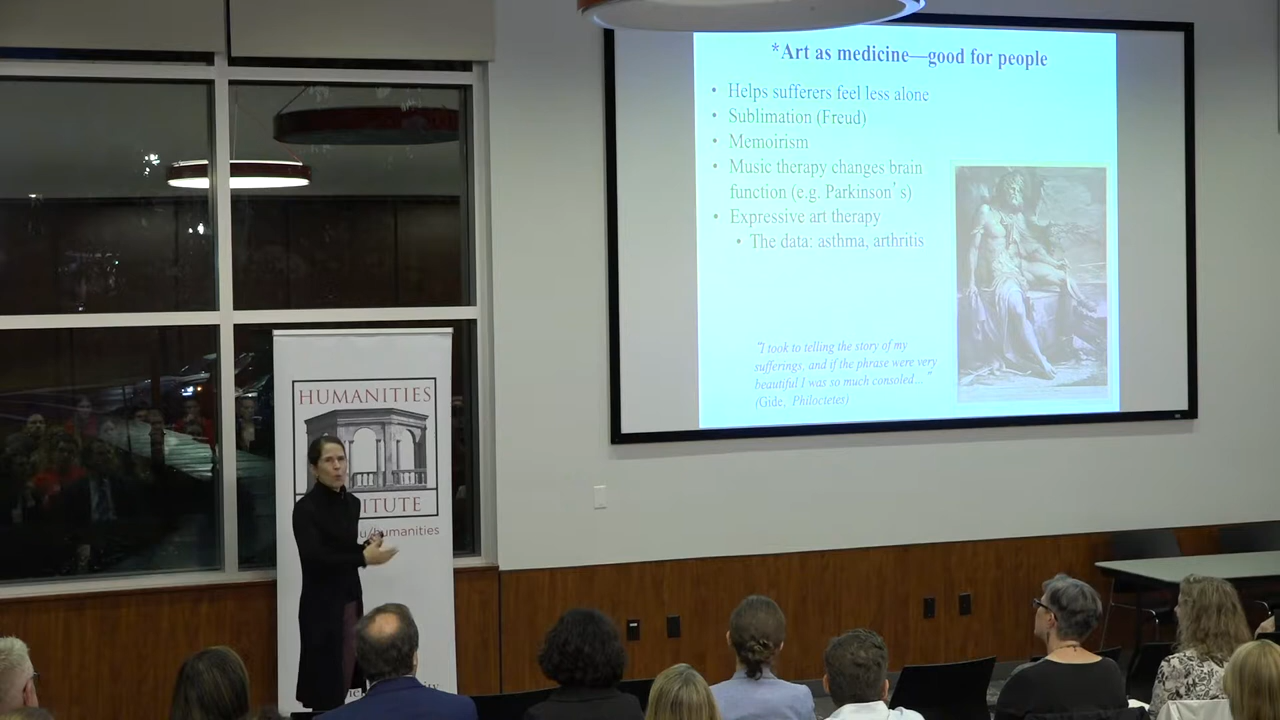 *Art as medicine—good for people
• Helps sufferers feel less alone
• Sublimation (Freud)
• Memoirism
• Music therapy changes brain
function (e.g. Parkinson's)
• Expressive art therapy
• The data: asthma, arthritis
"I took to telling the story of my
sufferings, and if the phrase were very
beautiful I was so much consoled…"
(Gide, Philoctetes)
HUMANITIES
ITUTE
u/humanities